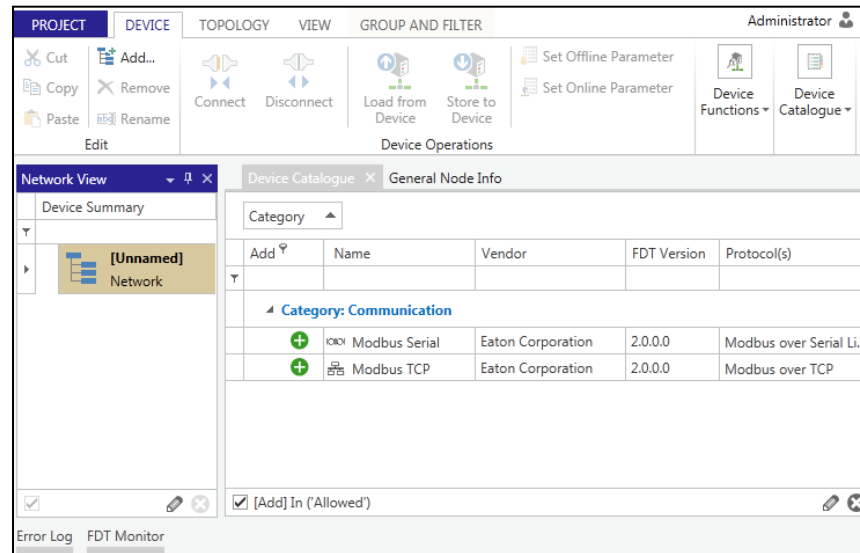 PROJECT DEVICE TOPOLOGY VIEW GROUP AND FILTER Administrator
Cut Add...
Copy Remove
Paste Rename
Edit
Connect Disconnect
Load from Device
Store to Device
Set Offline Parameter
Set Online Parameter
Device Operations
Device Functions
Device Catalogue
Network View
Device Summary
[Unnamed]
Network
Device Catalogue General Node Info
Category
Add Name Vendor FDT Version Protocol(s)
Category: Communication
Modbus Serial Eaton Corporation 2.0.0.0 Modbus over Serial Li..
Modbus TCP Eaton Corporation 2.0.0.0 Modbus over TCP
[Add] In ('Allowed')
Error Log FDT Monitor